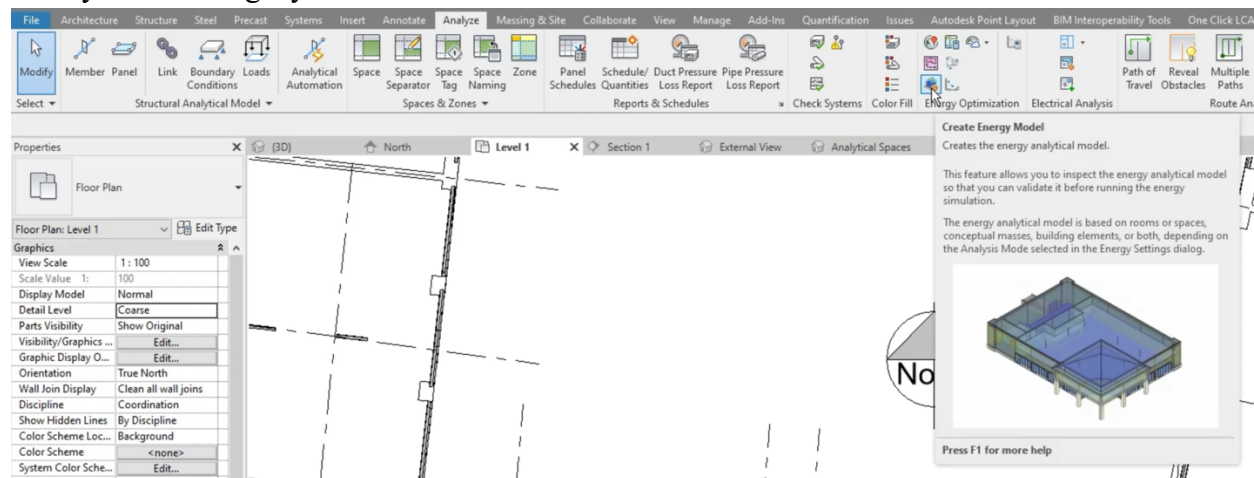 File Architecture Structure Steel Precast Systems Insert Annotate Analyze Massing & Site Collaborate View Manage Add-Ins Quantification Issues Autodesk Point Layout BIM Interoperability Tools One Click LCA
Modify Member Panel Link Boundary Conditions Loads Analytical Automation Space Space Separator Space Tag Space Naming Zone Panel Schedules Schedule/ Quantities Duct Pressure Loss Report Pipe Pressure Loss Report Path of Travel Reveal Obstacles Multiple Paths
Select Structural Analytical Model Spaces & Zones Reports & Schedules Check Systems Color Fill Energy Optimization Electrical Analysis Route An
Properties X {3D} North Level 1 X Section 1 External View Analytical Spaces
Floor Plan
Floor Plan: Level 1 Edit Type
Graphics
View Scale 1 : 100
Scale Value 1: 100
Display Model Normal
Detail Level Coarse
Parts Visibility Show Original
Visibility/Graphics ... Edit...
Graphic Display O... Edit...
Orientation True North
Wall Join Display Clean all wall joins
Discipline Coordination
Show Hidden Lines By Discipline
Color Scheme Loc... Background
Color Scheme <none>
System Color Sche... Edit...
No
Create Energy Model
Creates the energy analytical model.
This feature allows you to inspect the energy analytical model
so that you can validate it before running the energy
simulation.
The energy analytical model is based on rooms or spaces,
conceptual masses, building elements, or both, depending on
the Analysis Mode selected in the Energy Settings dialog.
Press F1 for more help